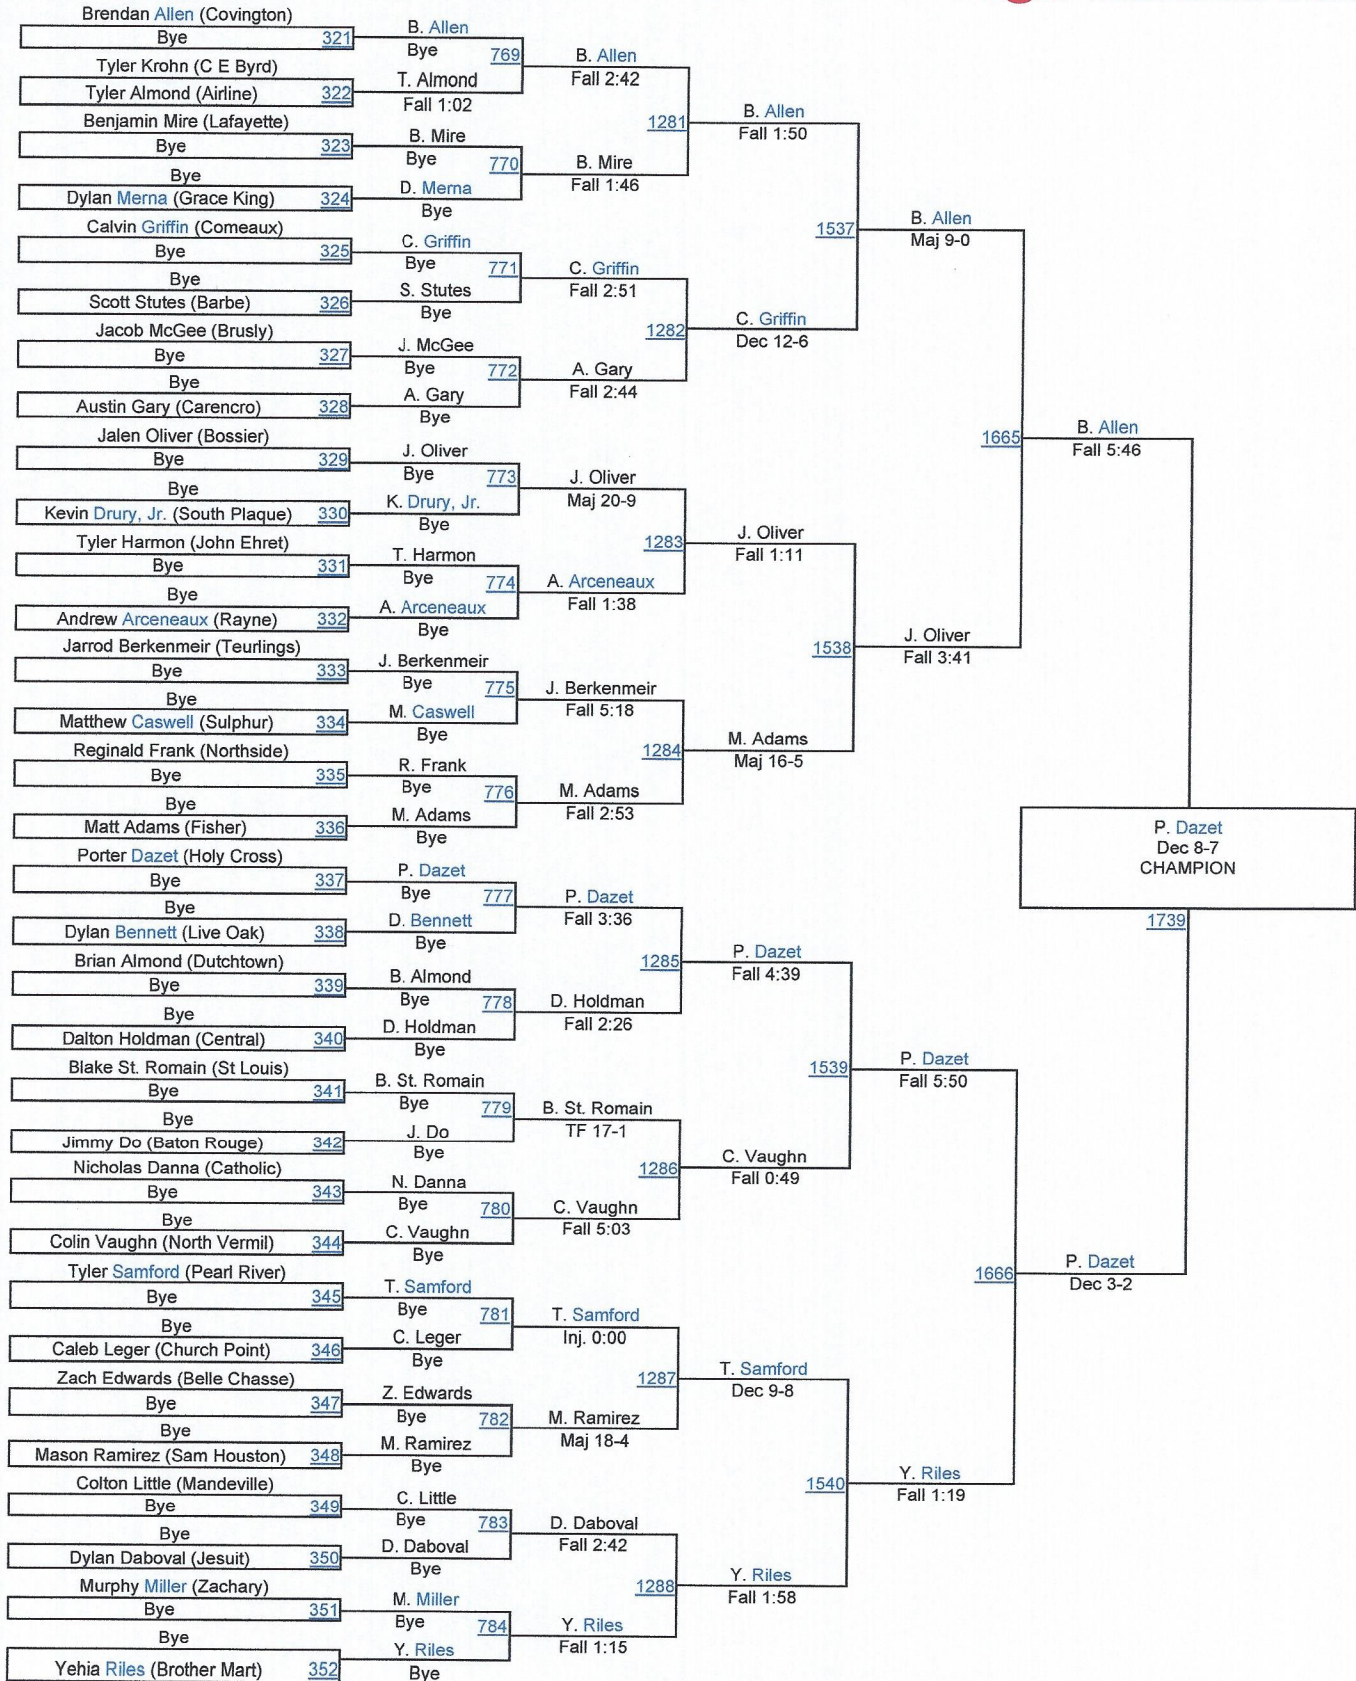 Brendan Allen (Covington)
Bye 321
Tyler Krohn (C E Byrd)
Tyler Almond (Airline) 322
Benjamin Mire (Lafayette)
Bye 323
Bye
Dylan Merna (Grace King) 324
Calvin Griffin (Comeaux)
Bye 325
Bye
Scott Stutes (Barbe) 326
Jacob McGee (Brusly)
Bye 327
Bye
Austin Gary (Carencro) 328
Jalen Oliver (Bossier)
Bye 329
Bye
Kevin Drury, Jr. (South Plaque) 330
Tyler Harmon (John Ehret)
Bye 331
Bye
Andrew Arceneaux (Rayne) 332
Jarrod Berkenmeir (Teurlings)
Bye 333
Bye
Matthew Caswell (Sulphur) 334
Reginald Frank (Northside)
Bye 335
Bye
Matt Adams (Fisher) 336
Porter Dazet (Holy Cross)
Bye 337
Bye
Dylan Bennett (Live Oak) 338
Brian Almond (Dutchtown)
Bye 339
Bye
Dalton Holdman (Central) 340
Blake St. Romain (St Louis)
Bye 341
Bye
Jimmy Do (Baton Rouge) 342
Nicholas Danna (Catholic)
Bye 343
Bye
Colin Vaughn (North Vermil) 344
Tyler Samford (Pearl River)
Bye 345
Bye
Caleb Leger (Church Point) 346
Zach Edwards (Belle Chasse)
Bye 347
Bye
Mason Ramirez (Sam Houston) 348
Colton Little (Mandeville)
Bye 349
Bye
Dylan Daboval (Jesuit) 350
Murphy Miller (Zachary)
Bye 351
Bye
Yehia Riles (Brother Mart) 352
B. Allen
Bye 769
T. Almond
Fall 1:02
B. Mire
Bye 770
D. Merna
Bye
C. Griffin
Bye 771
S. Stutes
Bye
J. McGee
Bye 772
A. Gary
Bye
J. Oliver
Bye 773
K. Drury, Jr.
Bye
T. Harmon
Bye 774
A. Arceneaux
Bye
J. Berkenmeir
Bye 775
M. Caswell
Bye
R. Frank
Bye 776
M. Adams
Bye
P. Dazet
Bye 777
D. Bennett
Bye
B. Almond
Bye 778
D. Holdman
Bye
B. St. Romain
Bye 779
J. Do
Bye
N. Danna
Bye 780
C. Vaughn
Bye
T. Samford
Bye 781
C. Leger
Bye
Z. Edwards
Bye 782
M. Ramirez
Bye
C. Little
Bye 783
D. Daboval
Bye
M. Miller
Bye 784
Y. Riles
Bye
B. Allen
Fall 2:42
1281
B. Mire
Fall 1:46
C. Griffin
Fall 2:51
1282
A. Gary
Fall 2:44
J. Oliver
Maj 20-9
1283
A. Arceneaux
Fall 1:38
J. Berkenmeir
Fall 5:18
1284
M. Adams
Fall 2:53
P. Dazet
Fall 3:36
1285
D. Holdman
Fall 2:26
B. St. Romain
TF 17-1
1286
C. Vaughn
Fall 5:03
T. Samford
Inj. 0:00
1287
M. Ramirez
Maj 18-4
D. Daboval
Fall 2:42
1288
Y. Riles
Fall 1:15
B. Allen
Fall 1:50
1537
C. Griffin
Dec 12-6
J. Oliver
Fall 1:11
1538
M. Adams
Maj 16-5
P. Dazet
Fall 4:39
1539
C. Vaughn
Fall 0:49
T. Samford
Dec 9-8
1540
Y. Riles
Fall 1:58
B. Allen
Maj 9-0
1665
J. Oliver
Fall 3:41
P. Dazet
Fall 5:50
1666
Y. Riles
Fall 1:19
B. Allen
Fall 5:46
P. Dazet
Dec 8-7
CHAMPION
1739
P. Dazet
Dec 3-2